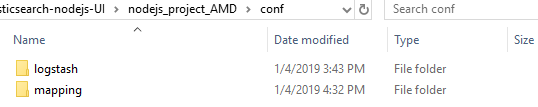 sticsearch-nodejs-UI > nodejs_project_AMD > conf Search conf
Name Date modified Type Size
logstash 1/4/2019 3:43 PM File folder
mapping 1/4/2019 4:32 PM File folder